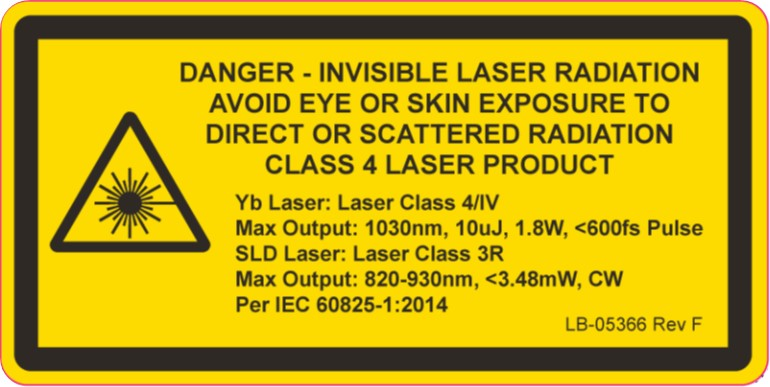 DANGER - INVISIBLE LASER RADIATION
AVOID EYE OR SKIN EXPOSURE TO
DIRECT OR SCATTERED RADIATION
CLASS 4 LASER PRODUCT
Yb Laser: Laser Class 4/IV
Max Output: 1030nm, 10uJ, 1.8W, <600fs Pulse
SLD Laser: Laser Class 3R
Max Output: 820-930nm, <3.48mW, CW
Per IEC 60825-1:2014
LB-05366 Rev F